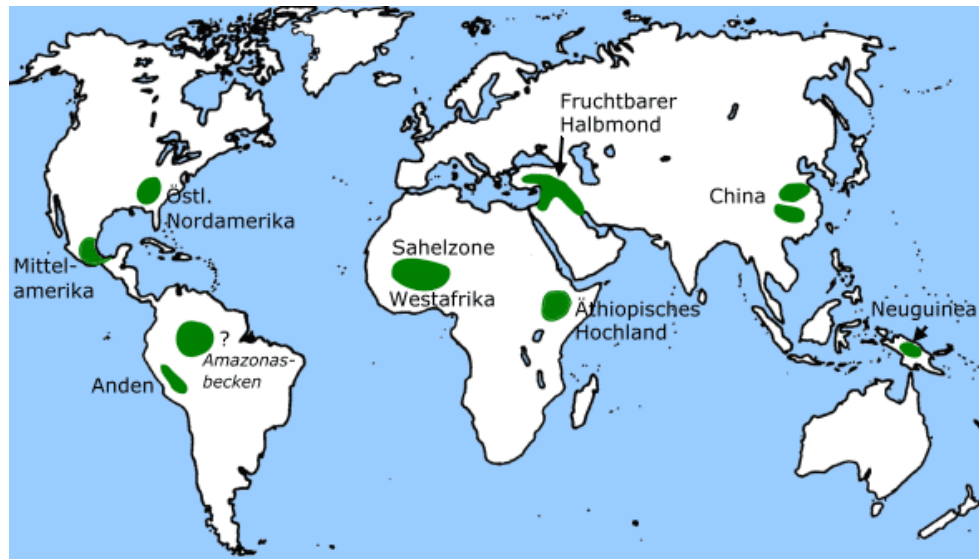 Fruchtbarer
Halbmond
Östl.
Nordamerika
China
Mittel-
amerika
Sahelzone
Westafrika
Äthiopisches
Hochland
Neuguinea
?
Amazonas-
becken
Anden